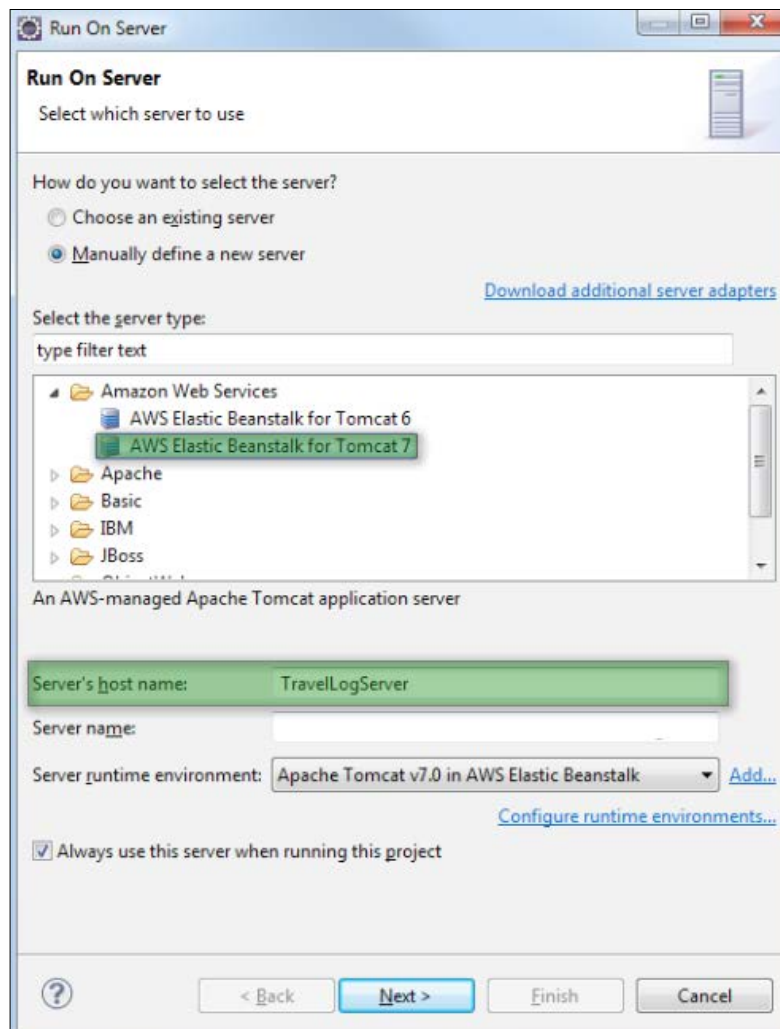 Run On Server
Run On Server
Select which server to use
How do you want to select the server?
Choose an existing server
Manually define a new server
Download additional server adapters
Select the server type:
type filter text
Amazon Web Services
AWS Elastic Beanstalk for Tomcat 6
AWS Elastic Beanstalk for Tomcat 7
Apache
Basic
IBM
JBoss
An AWS-managed Apache Tomcat application server
Server's host name: TravelLogServer
Server name:
Server runtime environment: Apache Tomcat v7.0 in AWS Elastic Beanstalk Add...
Configure runtime environments...
Always use this server when running this project
? < Back Next > Finish Cancel